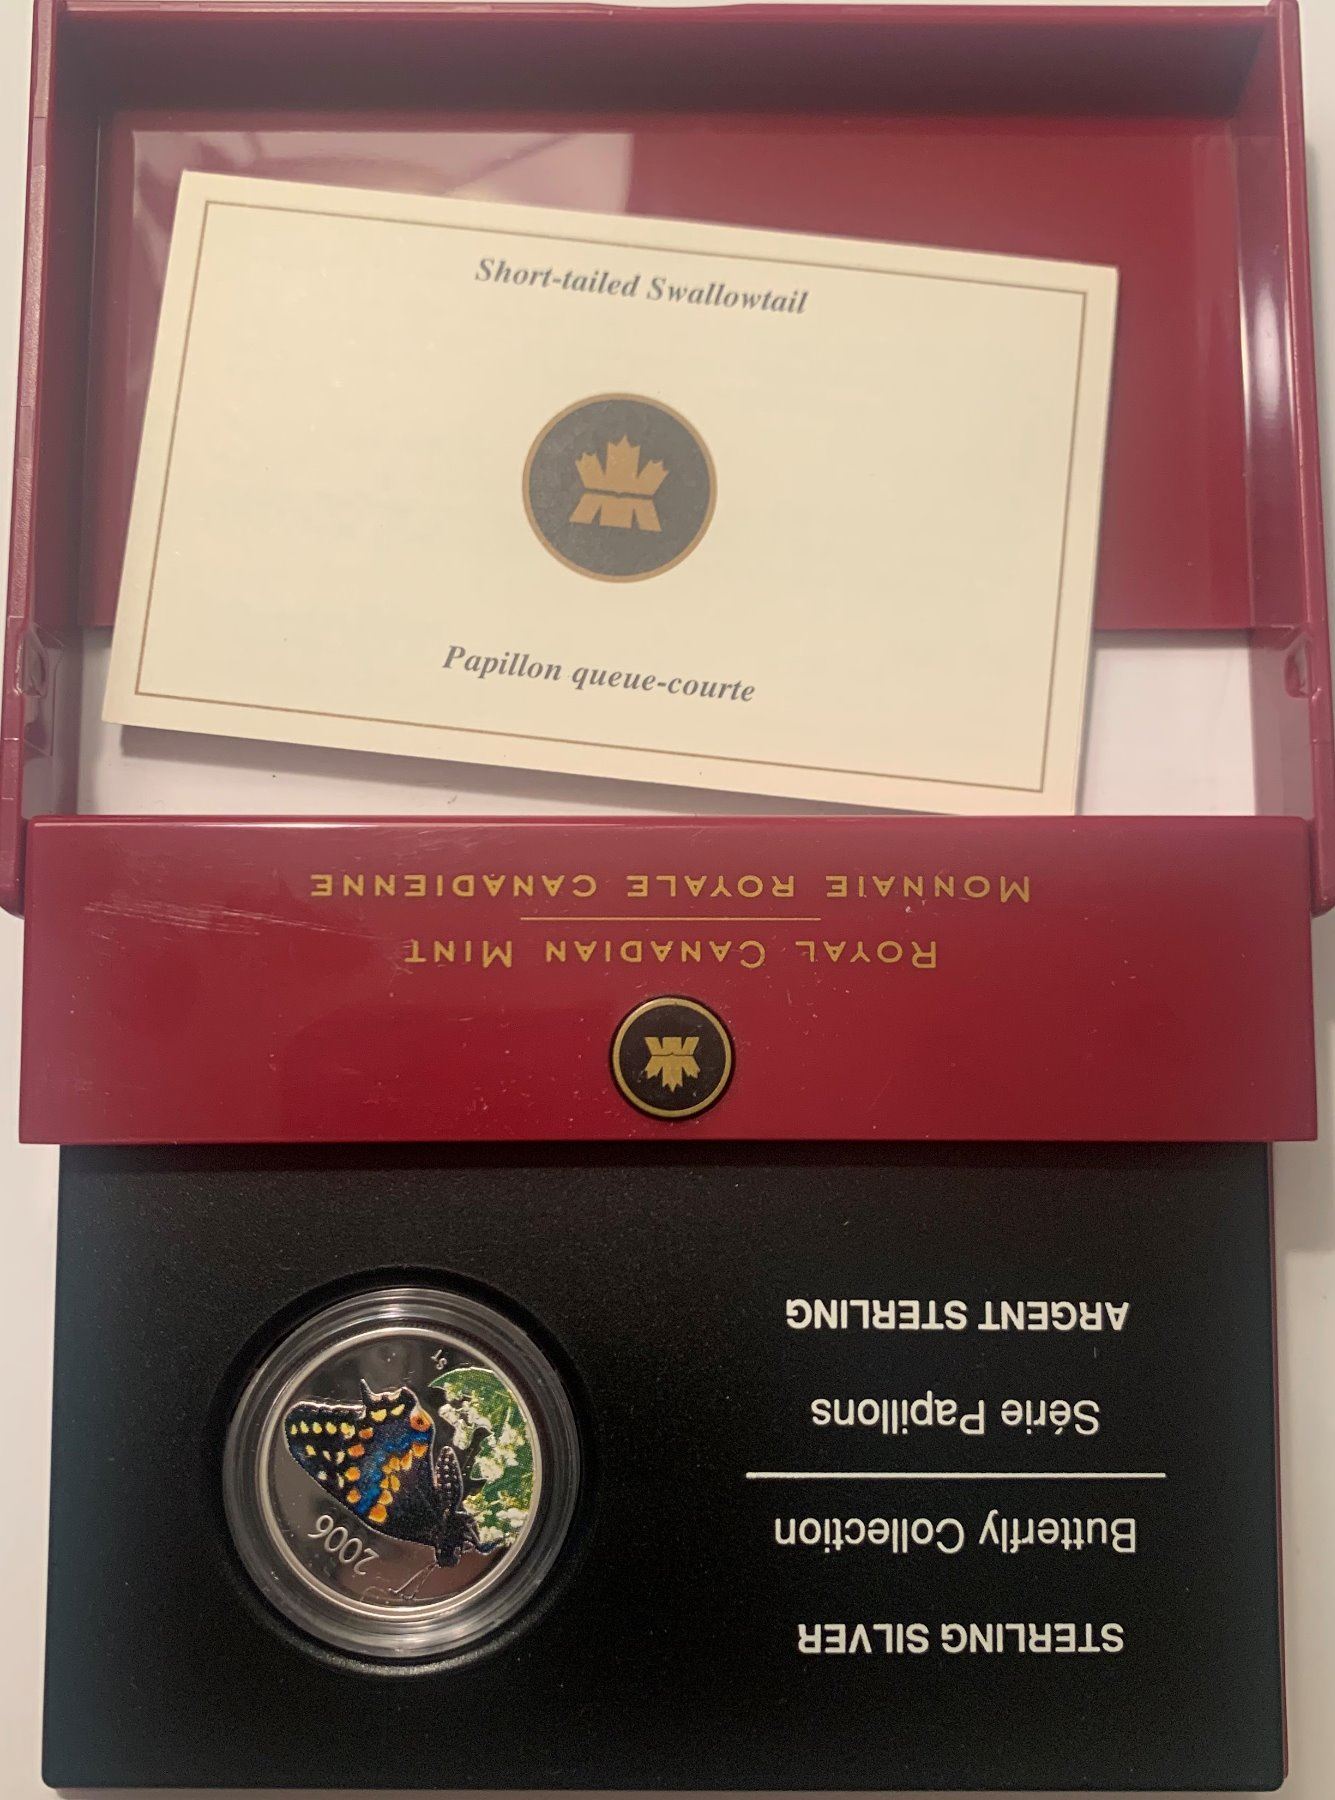 Short-tailed Swallowtail
Papillon queue-courte
MONNAIE ROYALE CANADIENNE
ROYAL CANADIAN MINT
STERLING SILVER
Butterfly Collection
Série Papillons
ARGENT STERLING
2006